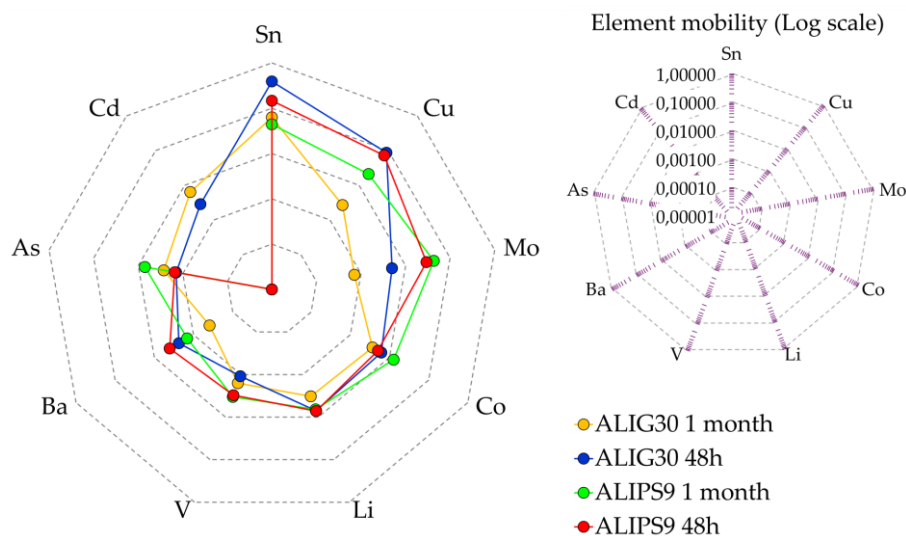 Element mobility (Log scale)
Sn
Cu
Mo
Co
Li
V
Ba
As
Cd
Sn
Cu
Mo
Co
Li
V
Ba
As
Cd
1,00000
0,10000
0,01000
0,00100
0,00010
0,00001
ALIG30 1 month
ALIG30 48h
ALIPS9 1 month
ALIPS9 48h